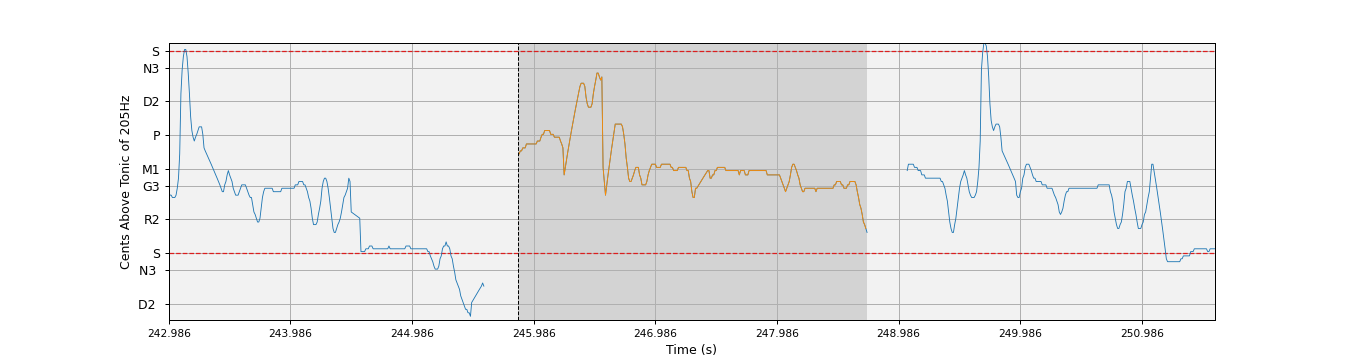 S
N3
D2
P
M1
G3
R2
S
N3
D2
Cents Above Tonic of 205Hz
242.986 243.986 244.986 245.986 246.986 247.986 248.986 249.986 250.986
Time (s)